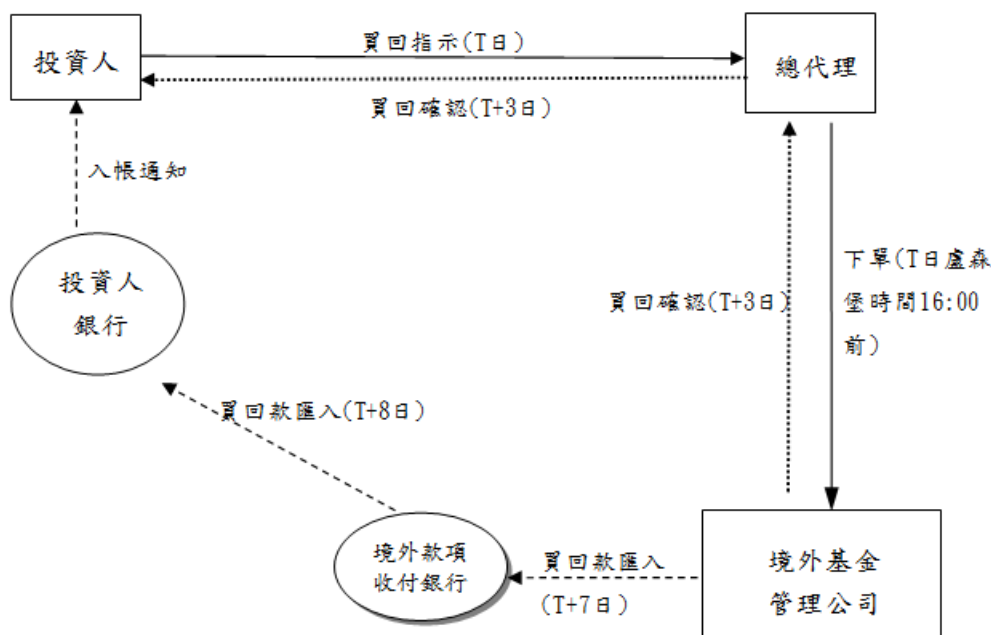 投資人
買回指示(T日)
總代理
買回確認(T+3日)
入帳通知
投資人
銀行
下單(T日盧森
堡時間16:00
前)
買回確認(T+3日)
買回款匯入(T+8日)
境外款項
收付銀行
買回款匯入
(T+7日)
境外基金
管理公司